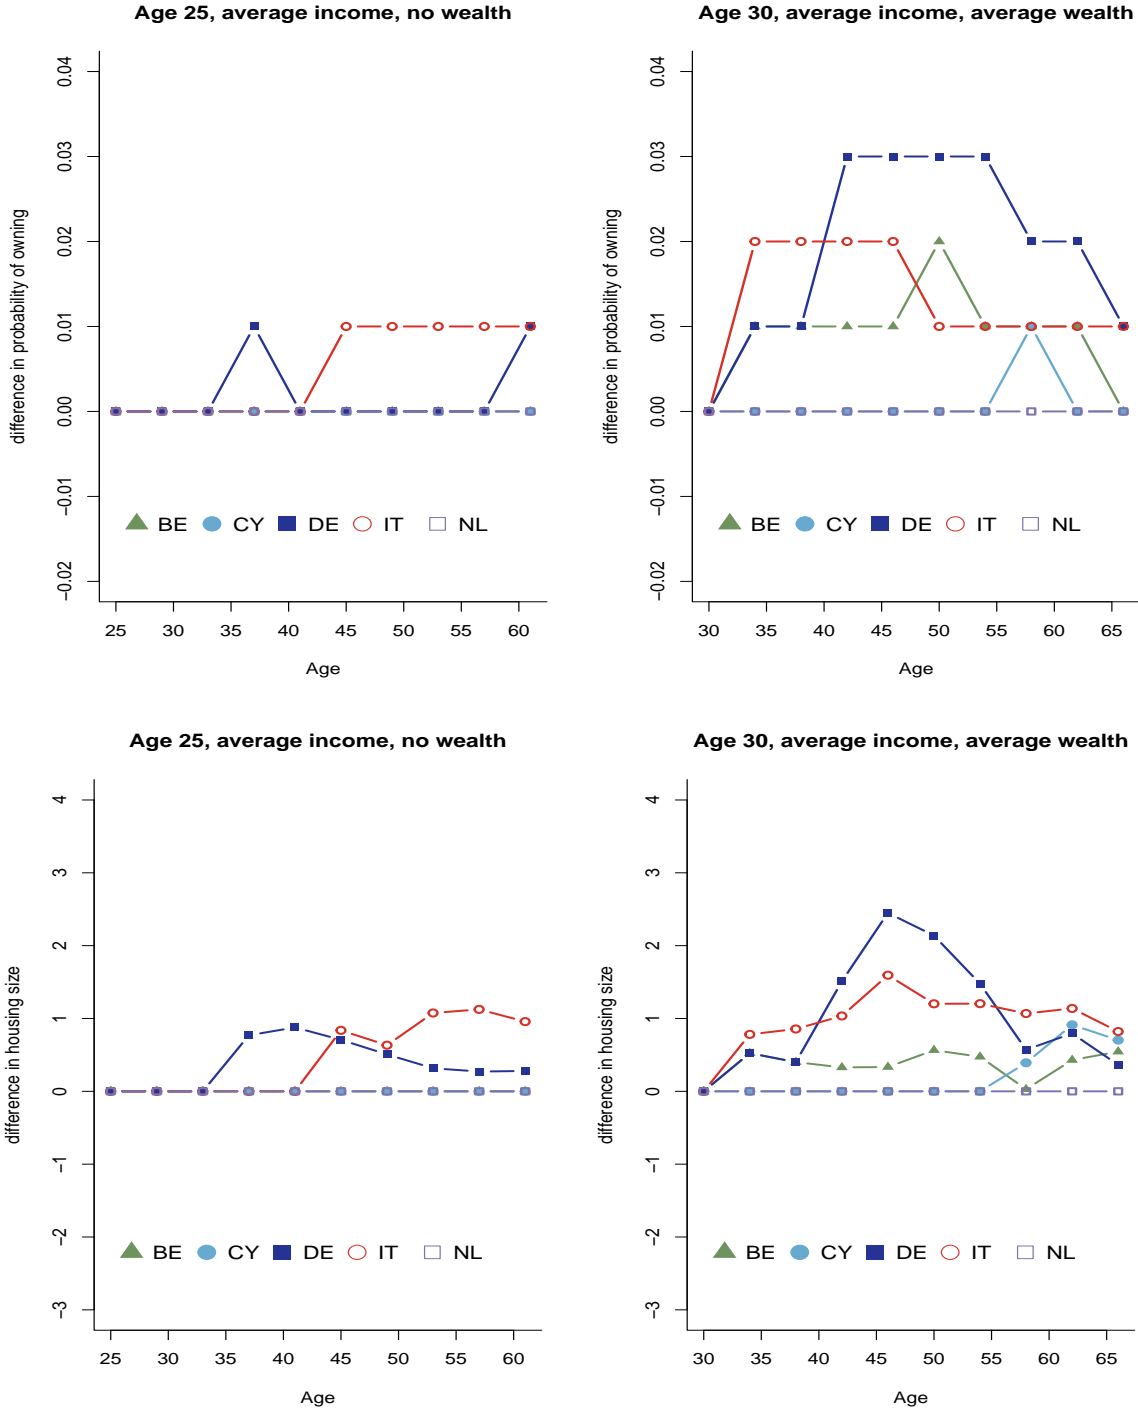 Age 25, average income, no wealth
difference in probability of owning
0.04
0.03
0.02
0.01
0.00
−0.01
−0.02
BE CY DE IT NL
25 30 35 40 45 50 55 60
Age
Age 30, average income, average wealth
difference in probability of owning
0.04
0.03
0.02
0.01
0.00
−0.01
−0.02
BE CY DE IT NL
30 35 40 45 50 55 60 65
Age
Age 25, average income, no wealth
difference in housing size
4
3
2
1
0
−1
−2
−3
BE CY DE IT NL
25 30 35 40 45 50 55 60
Age
Age 30, average income, average wealth
difference in housing size
4
3
2
1
0
−1
−2
−3
BE CY DE IT NL
30 35 40 45 50 55 60 65
Age